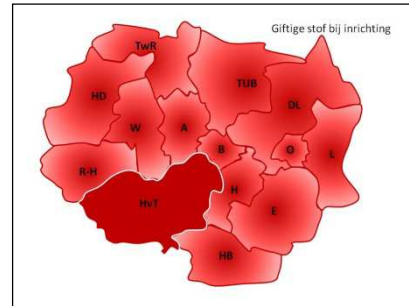 Giftige stof bij inrichting
TwR
HD
TUB
DL
W
A
B
O
L
R-H
H
HvT
E
HB